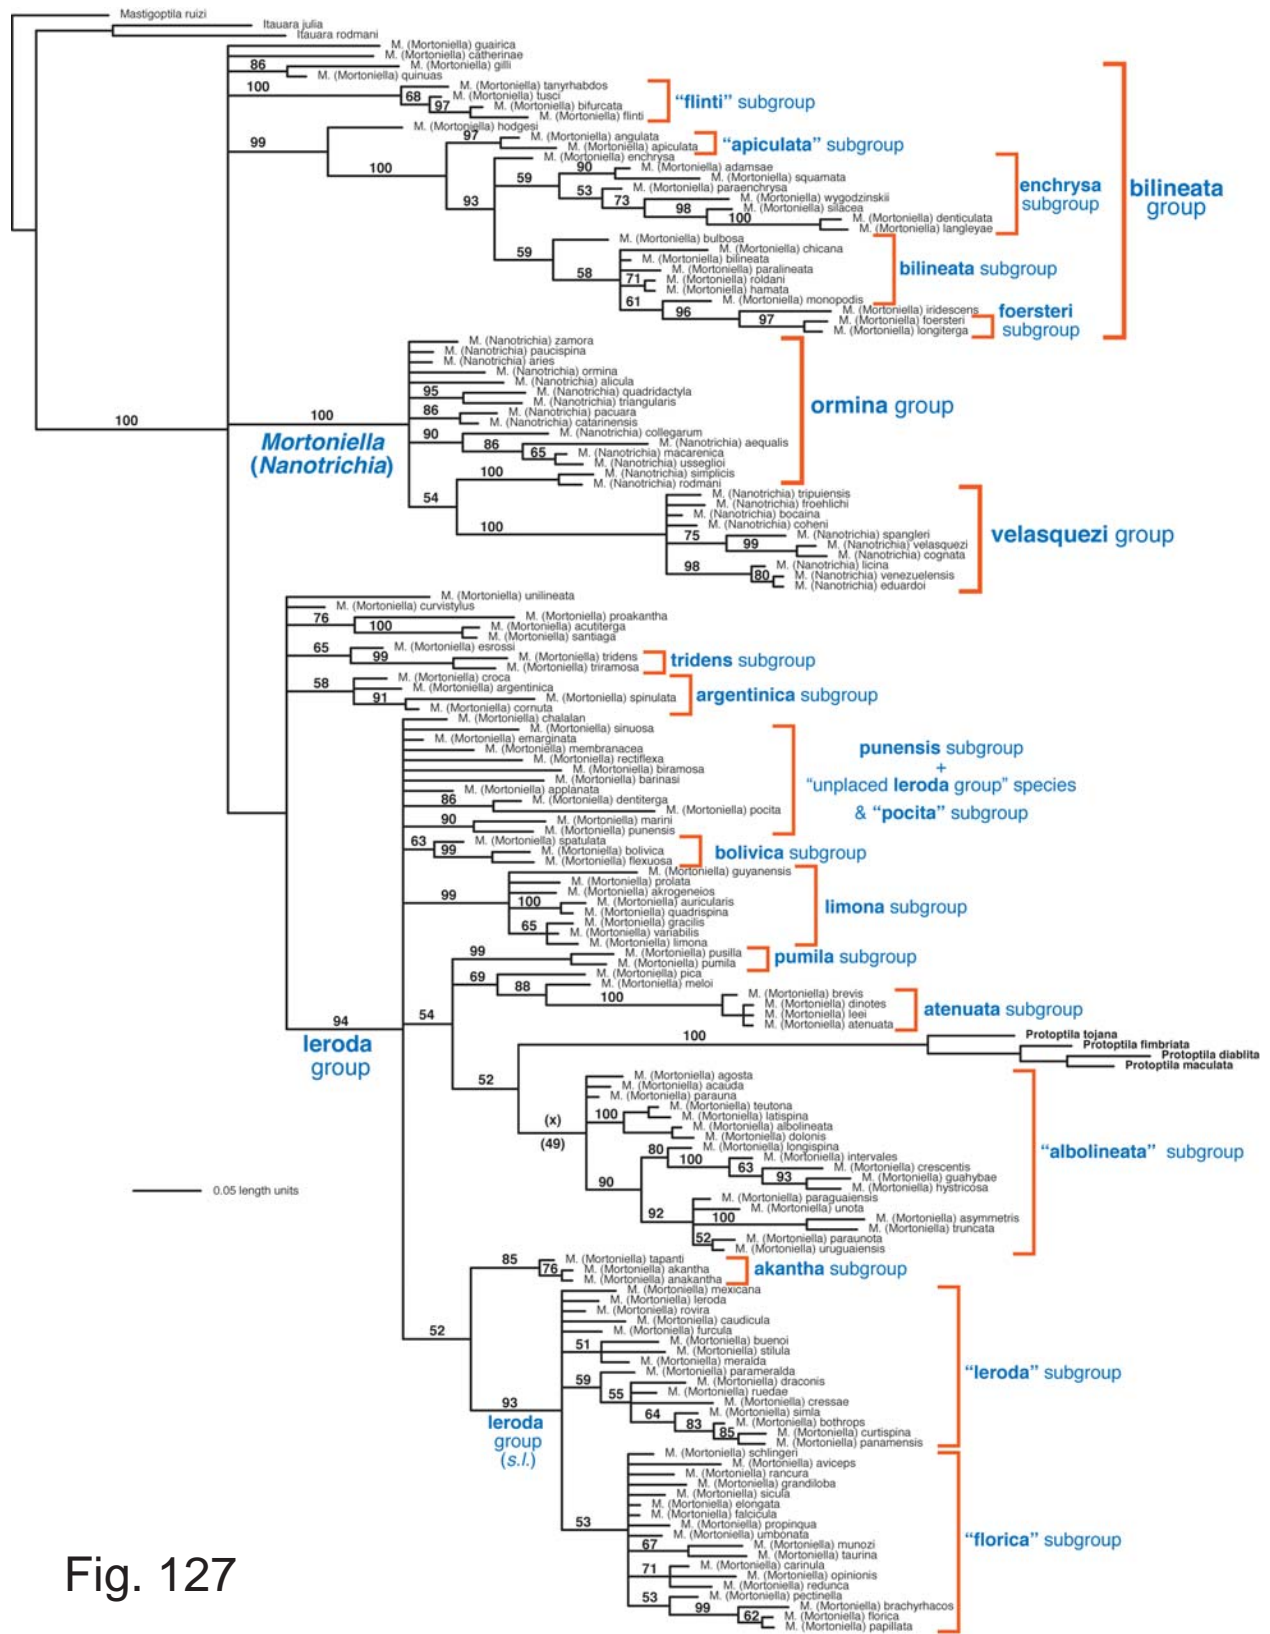 Mastigoptila ruizi
Itauara julia
Itauara rodmani
M. (Mortoniella) guairica
M. (Mortoniella) catherinae
86
M. (Mortoniella) gilli
M. (Mortoniella) quinuas
100
M. (Mortoniella) tanyrhabdos
68
M. (Mortoniella) tusci
97
M. (Mortoniella) bifurcata
M. (Mortoniella) flinti
“flinti” subgroup
M. (Mortoniella) hodgesi
99
97
M. (Mortoniella) angulata
M. (Mortoniella) apiculata
“apiculata” subgroup
100
M. (Mortoniella) enchrysa
90
M. (Mortoniella) adamsae
59
M. (Mortoniella) squamata
53
M. (Mortoniella) paraenchrysa
73
M. (Mortoniella) wygodzinskii
93
98
M. (Mortoniella) silacea
100
M. (Mortoniella) denticulata
M. (Mortoniella) langleyae
enchrysa
subgroup
bilineata
group
M. (Mortoniella) bulbosa
59
M. (Mortoniella) chicana
M. (Mortoniella) bilineata
58
M. (Mortoniella) paralineata
71
M. (Mortoniella) roldani
M. (Mortoniella) hamata
bilineata subgroup
61
M. (Mortoniella) monopodis
96
M. (Mortoniella) iridescens
97
M. (Mortoniella) foersteri
M. (Mortoniella) longiterga
foersteri
subgroup
M. (Nanotrichia) zamora
M. (Nanotrichia) paucispina
M. (Nanotrichia) aries
M. (Nanotrichia) ormina
M. (Nanotrichia) alicula
95
M. (Nanotrichia) quadridactyla
M. (Nanotrichia) triangularis
86
M. (Nanotrichia) pacuara
M. (Nanotrichia) catarinensis
100
100
Mortoniella
(Nanotrichia)
90
M. (Nanotrichia) collegarum
86
M. (Nanotrichia) aequalis
65
M. (Nanotrichia) macarenica
M. (Nanotrichia) usseglioi
100
M. (Nanotrichia) simplicis
M. (Nanotrichia) rodmani
ormina group
54
M. (Nanotrichia) tripuiensis
M. (Nanotrichia) froehlichi
M. (Nanotrichia) bocaina
100
M. (Nanotrichia) coheni
75
M. (Nanotrichia) spangleri
99
M. (Nanotrichia) velasquezi
M. (Nanotrichia) cognata
98
M. (Nanotrichia) licina
80
M. (Nanotrichia) venezuelensis
M. (Nanotrichia) eduardoi
velasquezi group
M. (Mortoniella) unilineata
M. (Mortoniella) curvistylus
76
M. (Mortoniella) proakantha
100
M. (Mortoniella) acutiterga
M. (Mortoniella) santiaga
65
M. (Mortoniella) esrossi
99
M. (Mortoniella) tridens
M. (Mortoniella) triramosa
tridens subgroup
58
M. (Mortoniella) croca
M. (Mortoniella) argentinica
91
M. (Mortoniella) spinulata
M. (Mortoniella) cornuta
argentinica subgroup
M. (Mortoniella) chalalan
M. (Mortoniella) sinuosa
M. (Mortoniella) emarginata
M. (Mortoniella) membranacea
M. (Mortoniella) rectiflexa
M. (Mortoniella) biramosa
M. (Mortoniella) barinasi
M. (Mortoniella) applanata
86
M. (Mortoniella) dentiterga
M. (Mortoniella) pocita
90
M. (Mortoniella) marini
M. (Mortoniella) punensis
punensis subgroup
+
“unplaced leroda group” species
& “pocita” subgroup
63
M. (Mortoniella) spatulata
99
M. (Mortoniella) bolivica
M. (Mortoniella) flexuosa
bolivica subgroup
M. (Mortoniella) guyanensis
M. (Mortoniella) prolata
99
M. (Mortoniella) akrogeneios
100
M. (Mortoniella) auricularis
M. (Mortoniella) quadrispina
65
M. (Mortoniella) gracilis
M. (Mortoniella) variabilis
M. (Mortoniella) limona
limona subgroup
99
M. (Mortoniella) pusilla
M. (Mortoniella) pumila
pumila subgroup
69
M. (Mortoniella) pica
88
M. (Mortoniella) meloi
100
M. (Mortoniella) brevis
M. (Mortoniella) dinotes
M. (Mortoniella) leei
M. (Mortoniella) atenuata
atenuata subgroup
94
54
leroda
group
100
Protoptila tojana
Protoptila fimbriata
Protoptila diablita
Protoptila maculata
52
M. (Mortoniella) agosta
M. (Mortoniella) acauda
M. (Mortoniella) parauna
(x)
(49)
100
M. (Mortoniella) teutona
M. (Mortoniella) latispina
M. (Mortoniella) albolineata
M. (Mortoniella) dolonis
80
M. (Mortoniella) longispina
100
M. (Mortoniella) intervales
63
M. (Mortoniella) crescentis
93
M. (Mortoniella) guahybae
M. (Mortoniella) hystricosa
90
M. (Mortoniella) paraguaiensis
M. (Mortoniella) unota
92
100
M. (Mortoniella) asymmetris
M. (Mortoniella) truncata
52
M. (Mortoniella) paraunota
M. (Mortoniella) uruguaiensis
“albolineata” subgroup
0.05 length units
85
M. (Mortoniella) tapanti
76
M. (Mortoniella) akantha
M. (Mortoniella) anakantha
akantha subgroup
52
M. (Mortoniella) mexicana
M. (Mortoniella) leroda
M. (Mortoniella) rovira
M. (Mortoniella) caudicula
M. (Mortoniella) furcula
51
M. (Mortoniella) buenoi
M. (Mortoniella) stilula
M. (Mortoniella) meralda
59
M. (Mortoniella) parameralda
55
M. (Mortoniella) draconis
M. (Mortoniella) ruedae
M. (Mortoniella) cressae
64
M. (Mortoniella) simla
83
M. (Mortoniella) bothrops
85
M. (Mortoniella) curtispina
M. (Mortoniella) panamensis
“leroda” subgroup
93
leroda
group
(s.l.)
M. (Mortoniella) schlingeri
M. (Mortoniella) aviceps
M. (Mortoniella) rancura
M. (Mortoniella) grandiloba
M. (Mortoniella) sicula
M. (Mortoniella) elongata
M. (Mortoniella) falcicula
53
M. (Mortoniella) propinqua
M. (Mortoniella) umbonata
67
M. (Mortoniella) munozi
M. (Mortoniella) taurina
71
M. (Mortoniella) carinula
M. (Mortoniella) opinionis
M. (Mortoniella) redunca
53
M. (Mortoniella) pectinella
99
M. (Mortoniella) brachyrhacos
62
M. (Mortoniella) florica
M. (Mortoniella) papillata
“florica” subgroup
Fig. 127